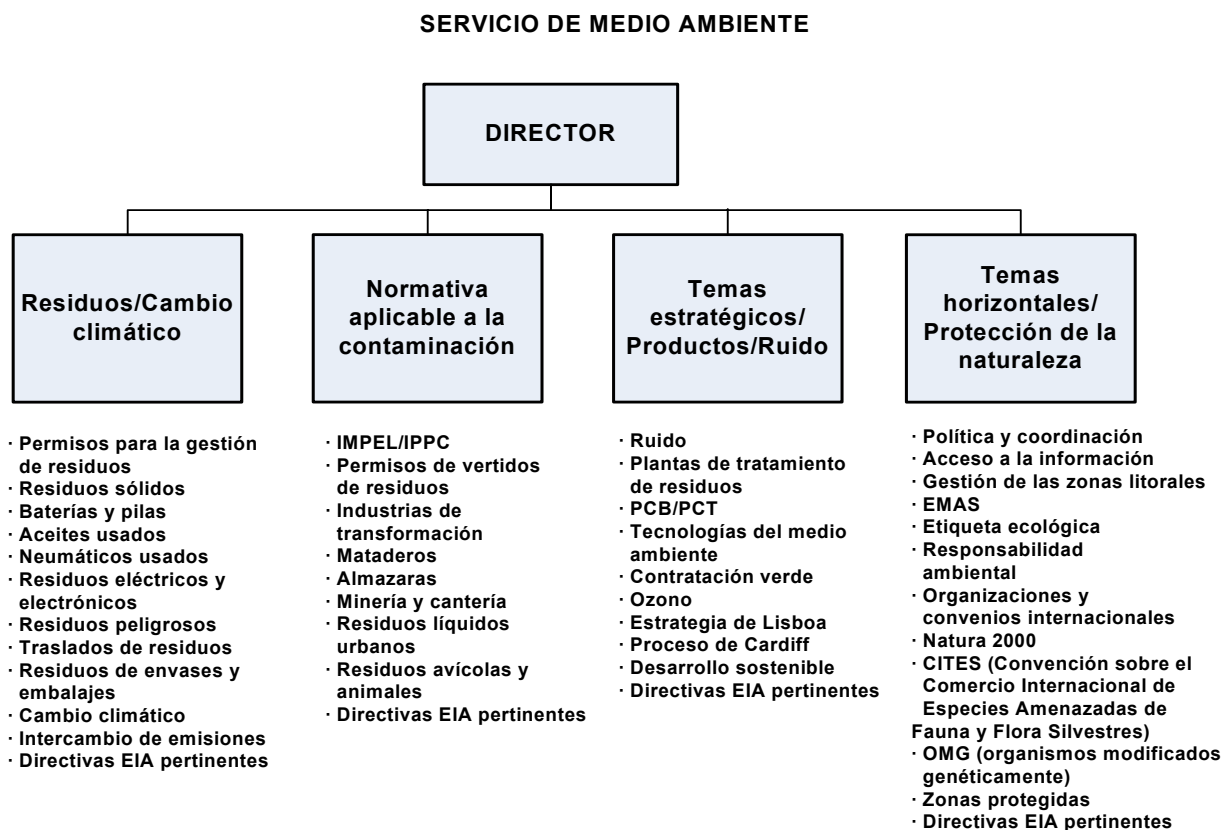 SERVICIO DE MEDIO AMBIENTE
DIRECTOR
Residuos/Cambio
climático
Normativa
aplicable a la
contaminación
Temas
estratégicos/
Productos/Ruido
Temas
horizontales/
Protección de la
naturaleza
· Permisos para la gestión
de residuos
· Residuos sólidos
· Baterías y pilas
· Aceites usados
· Neumáticos usados
· Residuos eléctricos y
electrónicos
· Residuos peligrosos
· Traslados de residuos
· Residuos de envases y
embalajes
· Cambio climático
· Intercambio de emisiones
· Directivas EIA pertinentes
· IMPEL/IPPC
· Permisos de vertidos
de residuos
· Industrias de
transformación
· Mataderos
· Almazaras
· Minería y cantería
· Residuos líquidos
urbanos
· Residuos avícolas y
animales
· Directivas EIA pertinentes
· Ruido
· Plantas de tratamiento
de residuos
· PCB/PCT
· Tecnologías del medio
ambiente
· Contratación verde
· Ozono
· Estrategia de Lisboa
· Proceso de Cardiff
· Desarrollo sostenible
· Directivas EIA pertinentes
· Política y coordinación
· Acceso a la información
· Gestión de las zonas litorales
· EMAS
· Etiqueta ecológica
· Responsabilidad
ambiental
· Organizaciones y
convenios internacionales
· Natura 2000
· CITES (Convención sobre el
Comercio Internacional de
Especies Amenazadas de
Fauna y Flora Silvestres)
· OMG (organismos modificados
genéticamente)
· Zonas protegidas
· Directivas EIA pertinentes